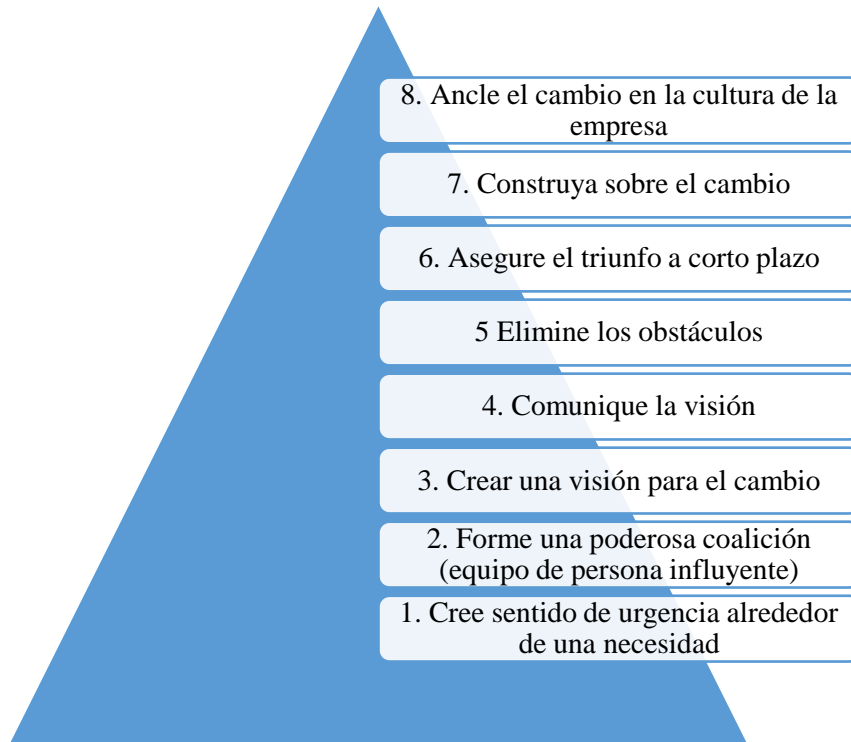 8. Ancle el cambio en la cultura de la
empresa
7. Construya sobre el cambio
6. Asegure el triunfo a corto plazo
5 Elimine los obstáculos
4. Comunique la visión
3. Crear una visión para el cambio
2. Forme una poderosa coalición
(equipo de persona influyente)
1. Cree sentido de urgencia alrededor
de una necesidad